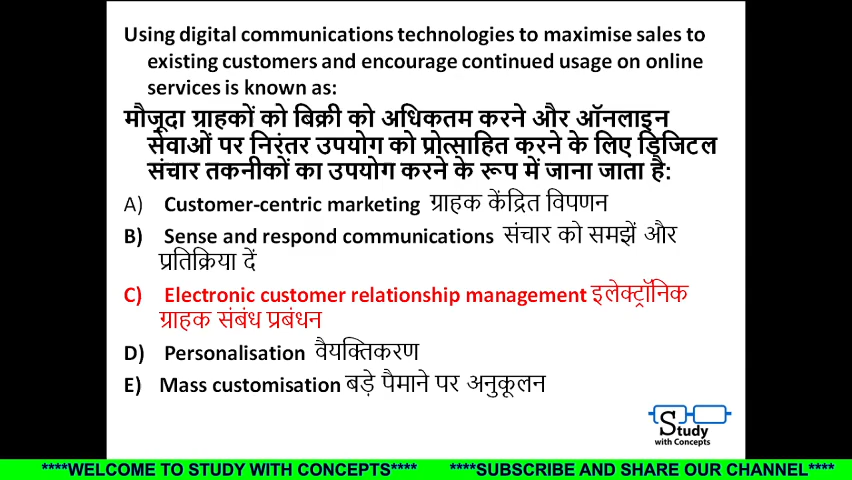 Using digital communications technologies to maximise sales to
existing customers and encourage continued usage on online
services is known as:
मौजूदा ग्राहकों को बिक्री को अधिकतम करने और ऑनलाइन
सेवाओं पर निरंतर उपयोग को प्रोत्साहित करने के लिए डिजिटल
संचार तकनीकों का उपयोग करने के रूप में जाना जाता है:
A) Customer-centric marketing ग्राहक केंद्रित विपणन
B) Sense and respond communications संचार को समझें और
प्रतिक्रिया दें
C) Electronic customer relationship management इलेक्ट्रॉनिक
ग्राहक संबंध प्रबंधन
D) Personalisation वैयक्तिकरण
E) Mass customisation बड़े पैमाने पर अनुकूलन
Study
with Concepts
****WELCOME TO STUDY WITH CONCEPTS**** ****SUBSCRIBE AND SHARE OUR CHANNEL****